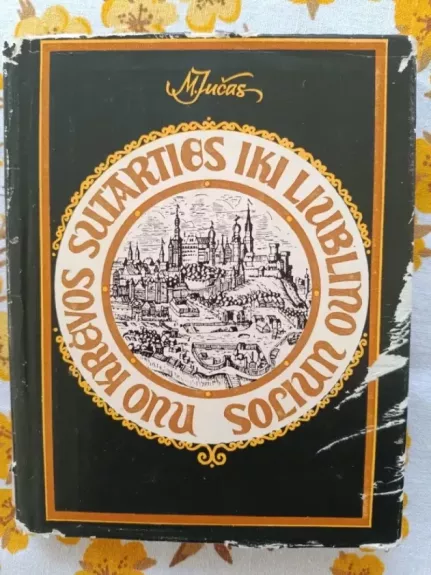 M. Jučas
NUO KRĖVOS SUTARTIES IKI LIUBLINO UNIJOS